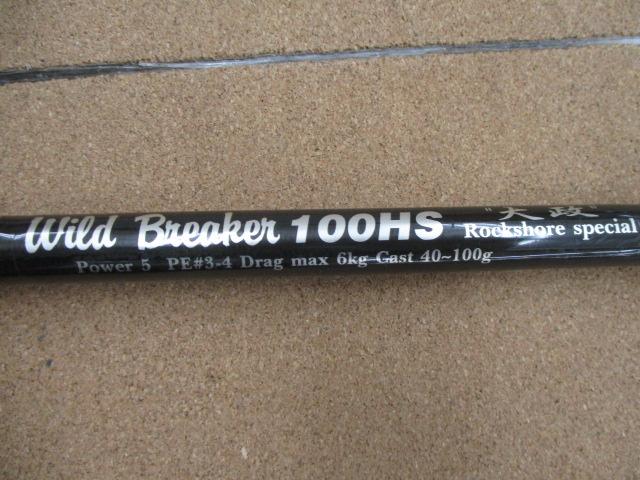 Wild Breaker 100HS "大政"
Rockshore special
Power 5 PE#3-4 Drag max 6kg Cast 40~100g